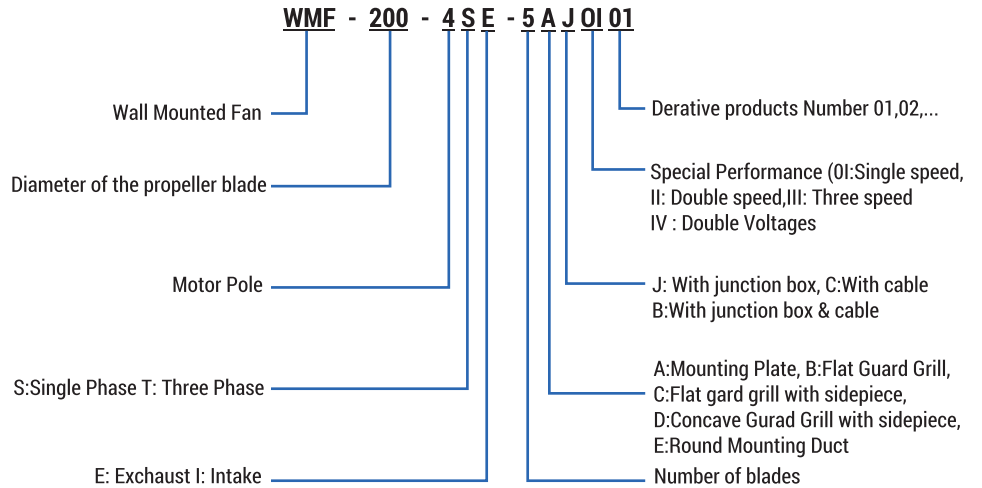 WMF - 200 - 4 S E - 5 A J OI 01
Wall Mounted Fan
Diameter of the propeller blade
Motor Pole
S:Single Phase T: Three Phase
E: Exchaust I: Intake
Derative products Number 01,02,...
Special Performance (0I:Single speed,
II: Double speed,III: Three speed
IV : Double Voltages
J: With junction box, C:With cable
B:With junction box & cable
A:Mounting Plate, B:Flat Guard Grill,
C:Flat gard grill with sidepiece,
D:Concave Gurad Grill with sidepiece,
E:Round Mounting Duct
Number of blades